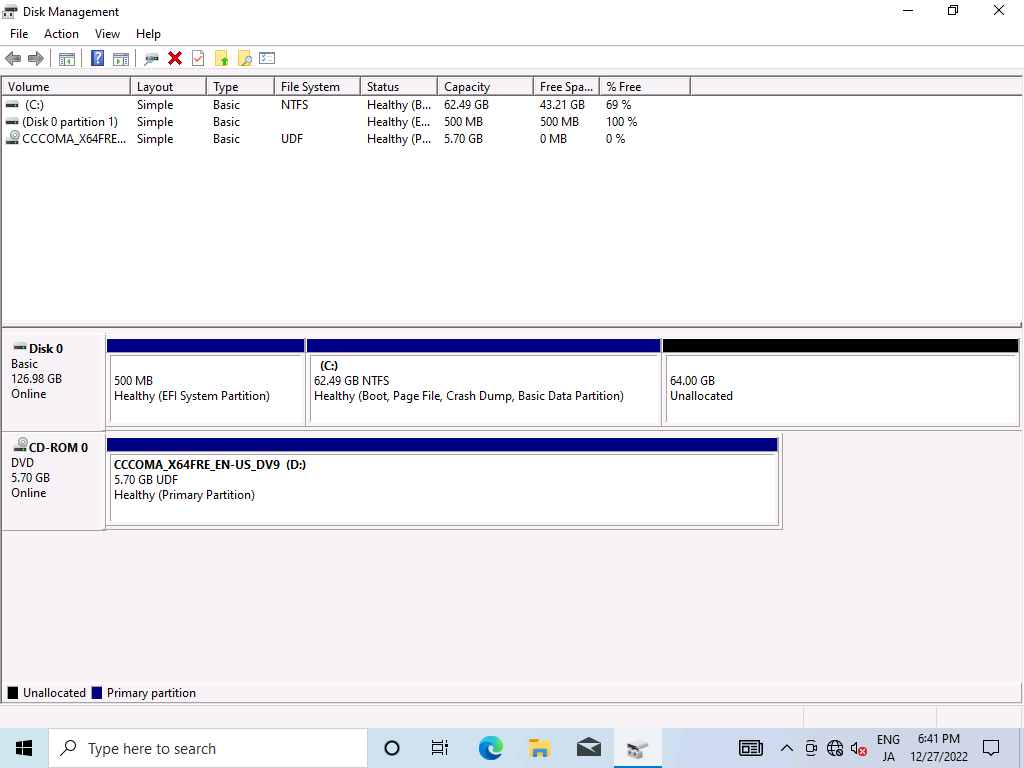 Disk Management
File Action View Help
Volume Layout Type File System Status Capacity Free Spa... % Free
(C:) Simple Basic NTFS Healthy (B... 62.49 GB 43.21 GB 69 %
(Disk 0 partition 1) Simple Basic Healthy (E... 500 MB 500 MB 100 %
CCCOMA_X64FRE... Simple Basic UDF Healthy (P... 5.70 GB 0 MB 0 %
Disk 0
Basic
126.98 GB
Online
500 MB
Healthy (EFI System Partition)
(C:)
62.49 GB NTFS
Healthy (Boot, Page File, Crash Dump, Basic Data Partition)
64.00 GB
Unallocated
CD-ROM 0
DVD
5.70 GB
Online
CCCOMA_X64FRE_EN-US_DV9 (D:)
5.70 GB UDF
Healthy (Primary Partition)
Unallocated Primary partition
Type here to search
ENG
JA
6:41 PM
12/27/2022